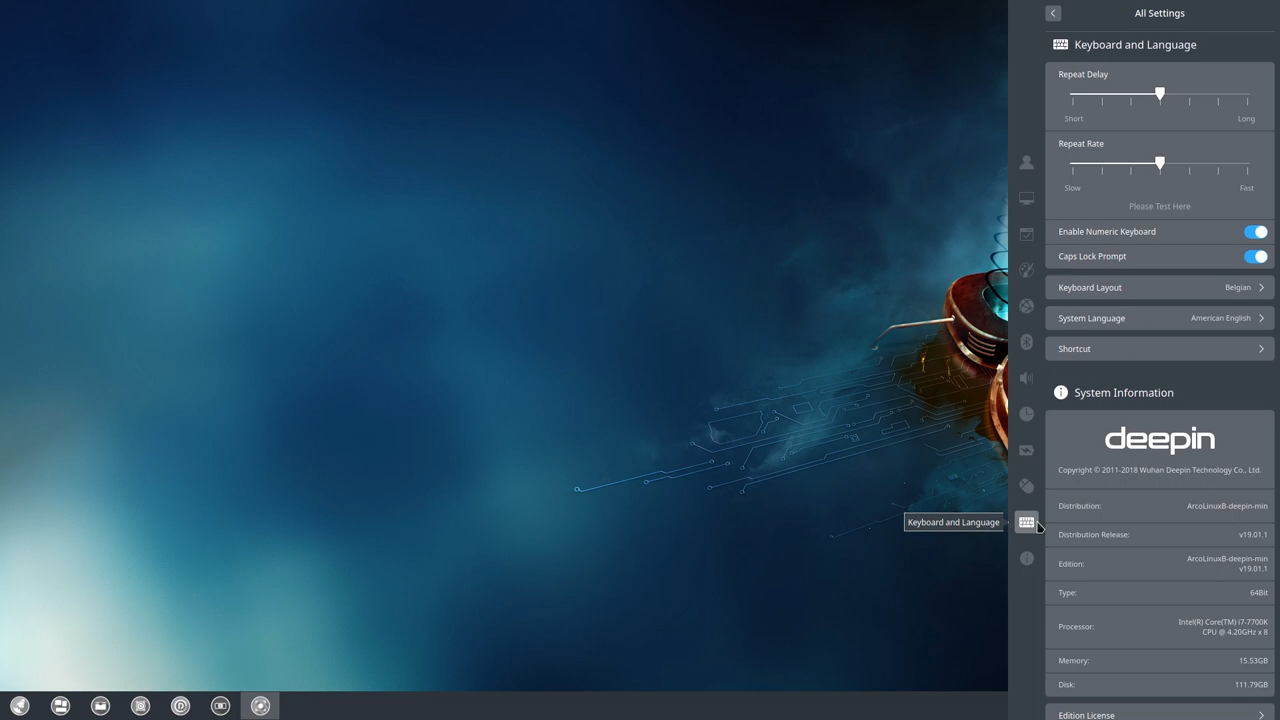 All Settings
Keyboard and Language
Repeat Delay
Short Long
Repeat Rate
Slow Fast
Please Test Here
Enable Numeric Keyboard
Caps Lock Prompt
Keyboard Layout Belgian
System Language American English
Shortcut
System Information
deepin
Copyright © 2011-2018 Wuhan Deepin Technology Co., Ltd.
Distribution: ArcoLinuxB-deepin-min
Keyboard and Language
Distribution Release: v19.01.1
Edition: ArcoLinuxB-deepin-min
v19.01.1
Type: 64Bit
Processor: Intel(R) Core(TM) i7-7700K
CPU @ 4.20GHz x 8
Memory: 15.53GB
Disk: 111.79GB
Edition License